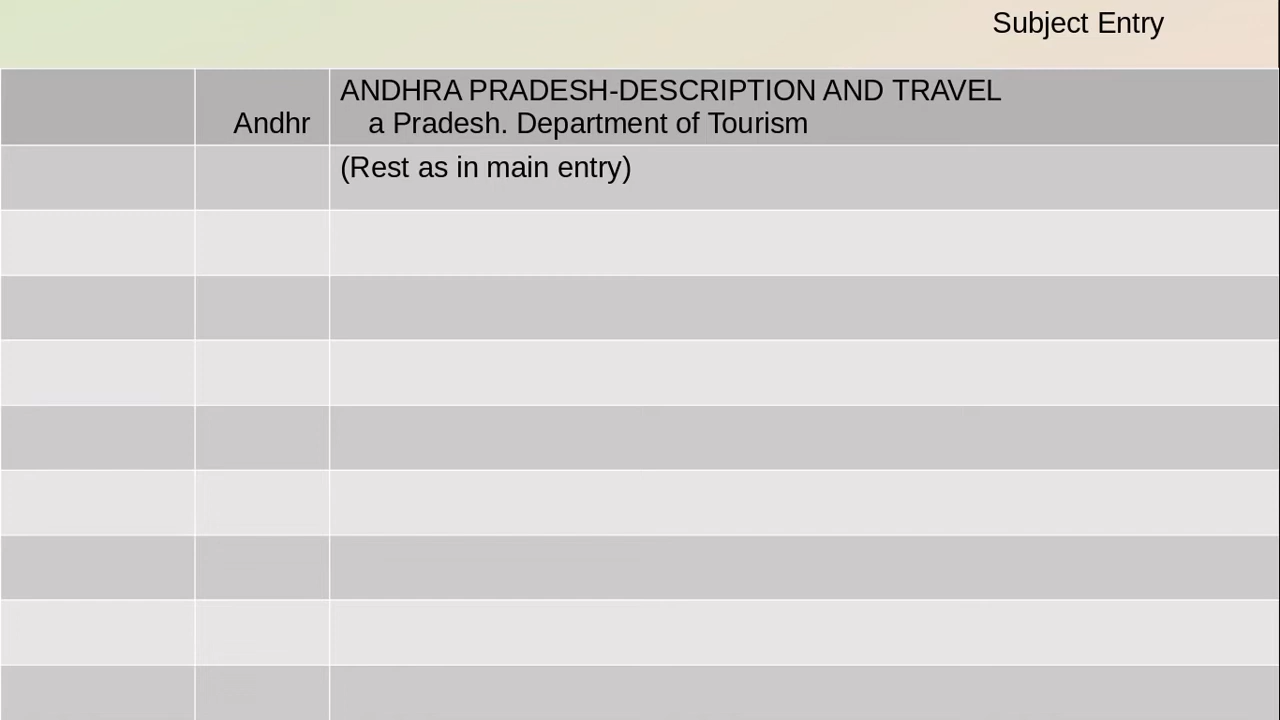 Subject Entry
ANDHRA PRADESH-DESCRIPTION AND TRAVEL
Andhr a Pradesh. Department of Tourism
(Rest as in main entry)